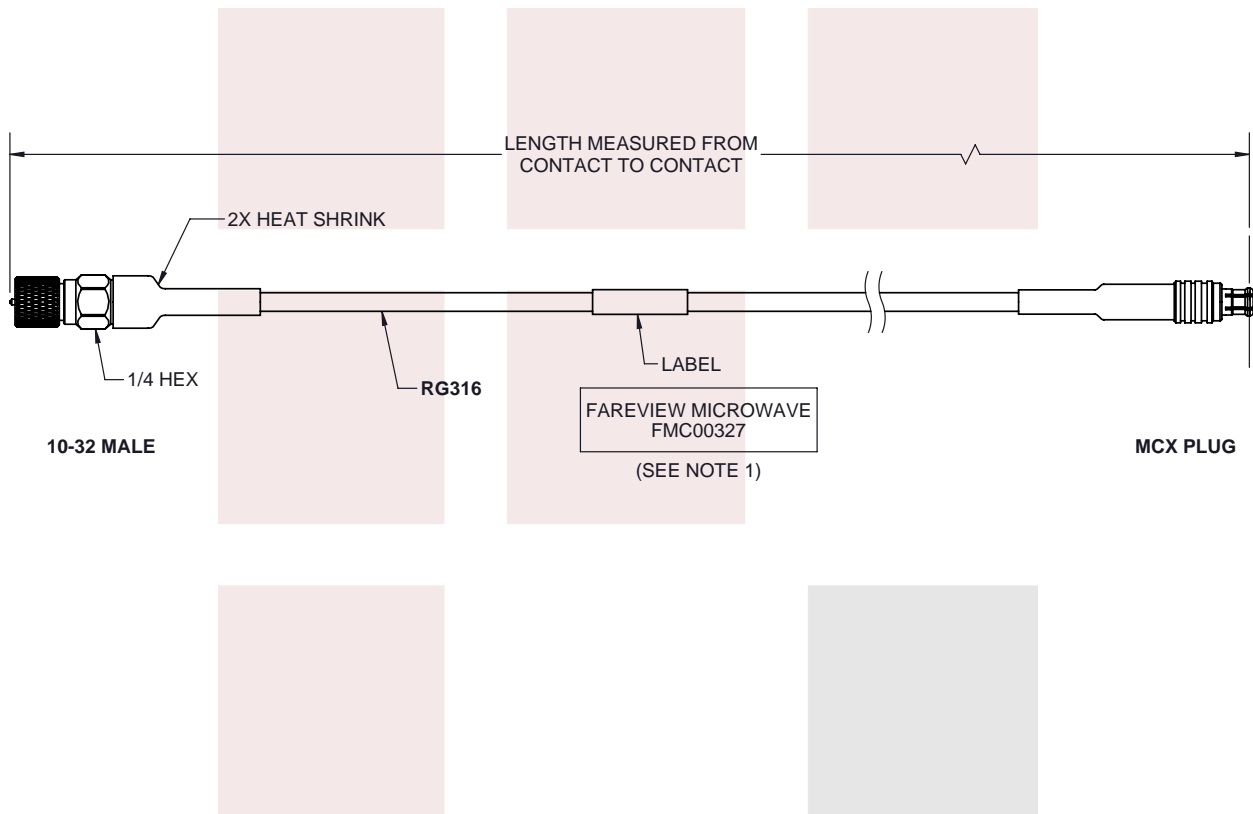 LENGTH MEASURED FROM
CONTACT TO CONTACT
2X HEAT SHRINK
1/4 HEX
RG316
LABEL
FAREVIEW MICROWAVE
FMC00327
(SEE NOTE 1)
10-32 MALE
MCX PLUG